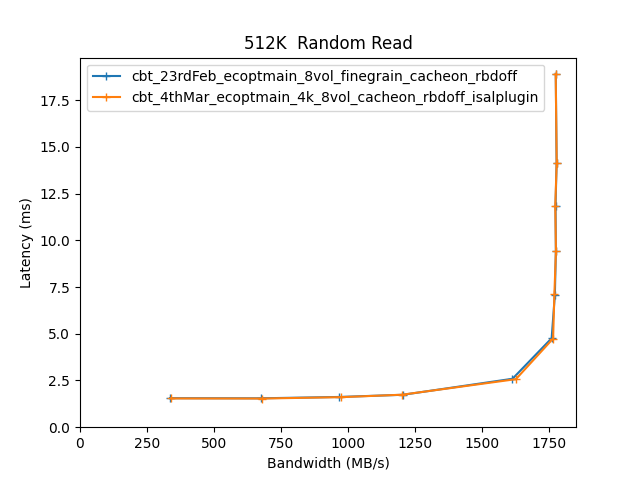 512K  Random Read
cbt_23rdFeb_ecoptmain_8vol_finegrain_cacheon_rbdoff
cbt_4thMar_ecoptmain_4k_8vol_cacheon_rbdoff_isalplugin
Latency (ms)
17.5
15.0
12.5
10.0
7.5
5.0
2.5
0.0
0 250 500 750 1000 1250 1500 1750
Bandwidth (MB/s)